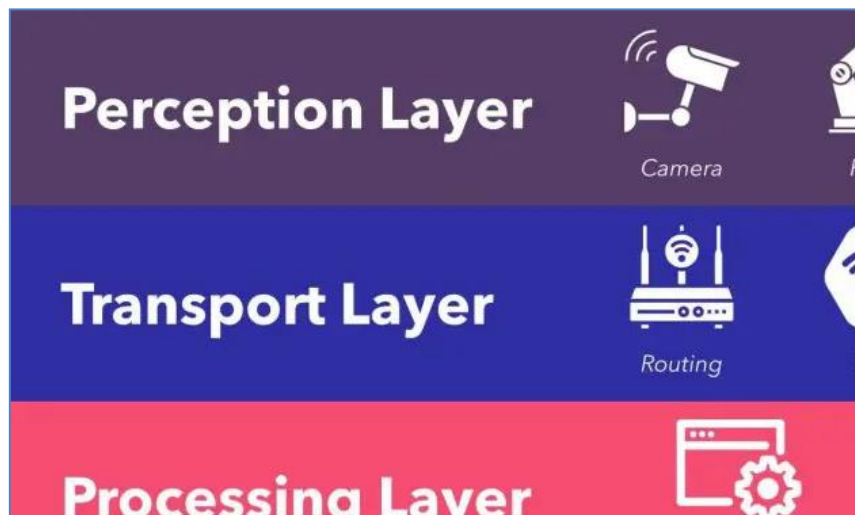 Perception Layer
Camera
Transport Layer
Routing
Processing Layer